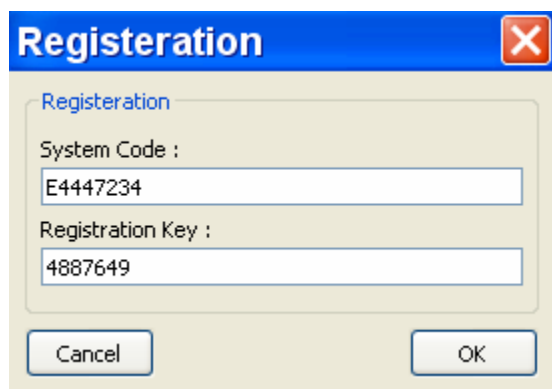 Registeration
Registeration
System Code :
E4447234
Registration Key :
4887649
Cancel
OK